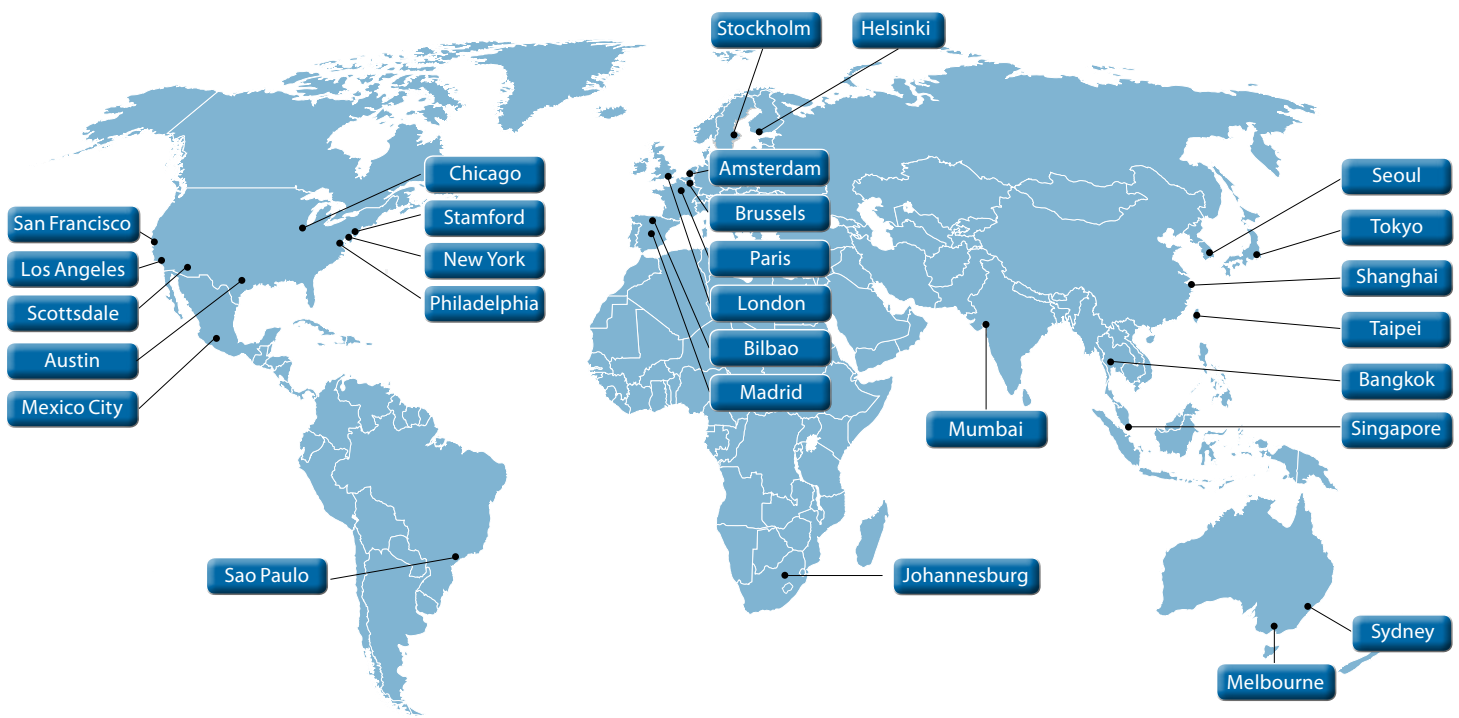 Stockholm
Helsinki
Chicago
Stamford
New York
Philadelphia
San Francisco
Los Angeles
Scottsdale
Austin
Mexico City
Sao Paulo
Amsterdam
Brussels
Paris
London
Bilbao
Madrid
Mumbai
Johannesburg
Seoul
Tokyo
Shanghai
Taipei
Bangkok
Singapore
Sydney
Melbourne